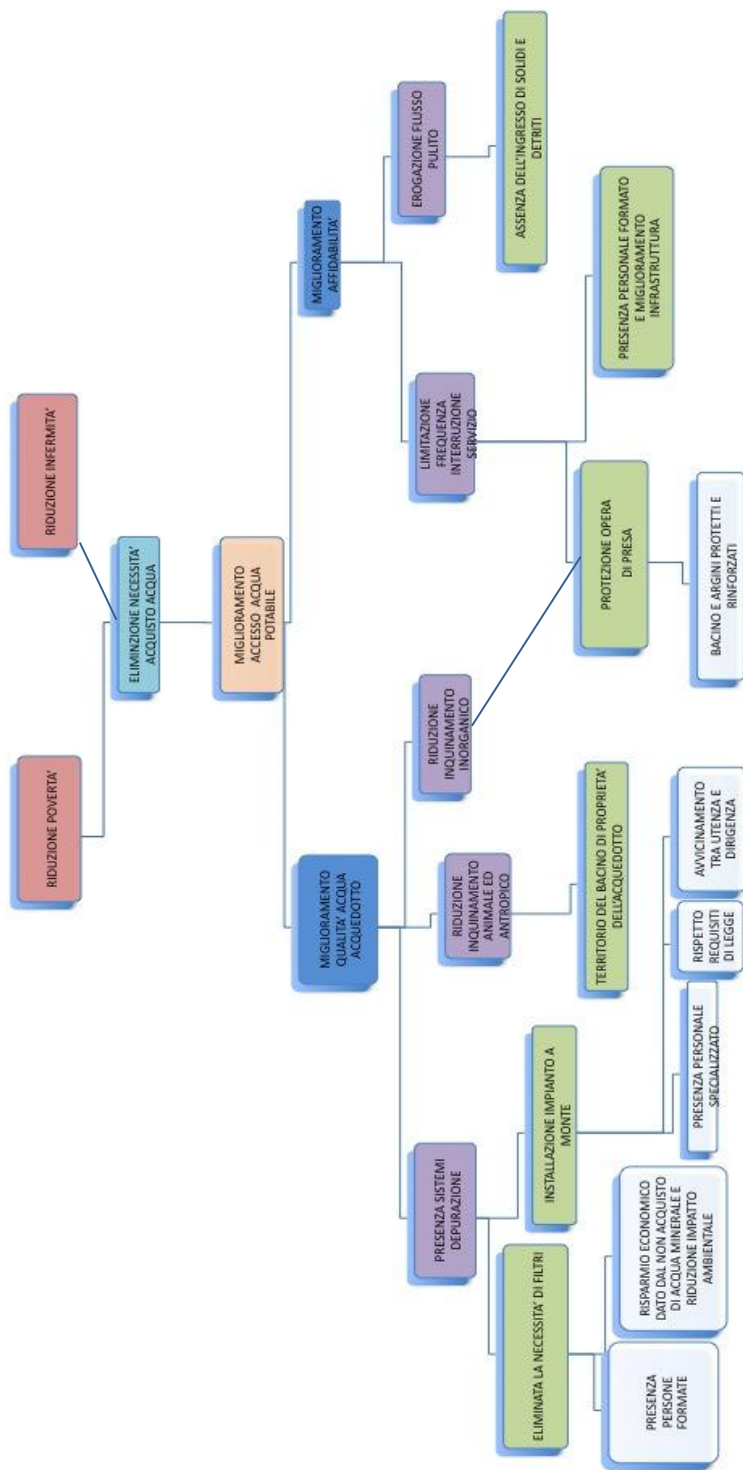 RIDUZIONE POVERTA'
RIDUZIONE INFERMITA'
ELIMINZIONE NECESSITA'
ACQUISTO ACQUA
MIGLIORAMENTO
ACCESSO ACQUA
POTABILE
MIGLIORAMENTO
QUALITA' ACQUA
ACQUEDOTTO
MIGLIORAMENTO
AFFIDABILITA'
PRESENZA SISTEMI
DEPURAZIONE
RIDUZIONE
INQUINAMENTO
ANIMALE ED
ANTROPICO
RIDUZIONE
INQUINAMENTO
INORGANICO
LIMITAZIONE
FREQUENZA
INTERRUZIONE
SERVIZIO
EROGAZIONE FLUSSO
PULITO
ELIMINATA LA NECESSITA' DI FILTRI
INSTALLAZIONE IMPIANTO A
MONTE
TERRITORIO DEL BACINO DI PROPRIETA'
DELL'ACQUEDOTTO
PROTEZIONE OPERA
DI PRESA
PRESENZA PERSONALE FORMATO
E MIGLIORAMENTO
INFRASTRUTTURA
ASSENZA DELL'INGRESSO DI SOLIDI E
DETRITI
PRESENZA
PERSONE
FORMATE
RISPARMIO ECONOMICO
DATO DAL NON ACQUISTO
DI ACQUA MINERALE E
RIDUZIONE IMPATTO
AMBIENTALE
PRESENZA PERSONALE
SPECIALIZZATO
RISPETTO
REQUISITI
DI LEGGE
AVVICINAMENTO
TRA UTENZA E
DIRIGENZA
BACINO E ARGINI PROTETTI E
RINFORZATI